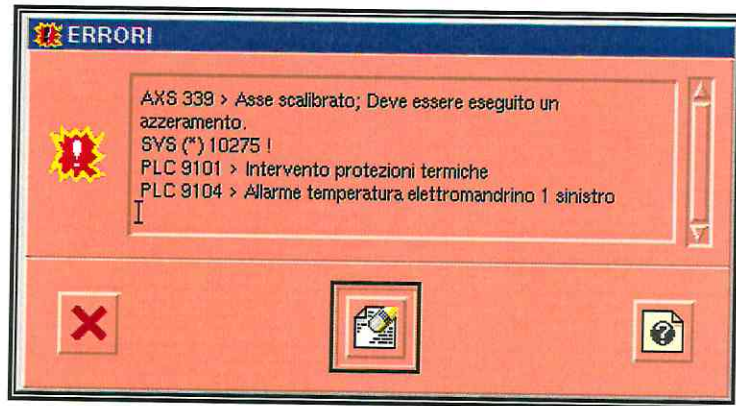 ERRORI
AXS 339 > Asse scalibrato; Deve essere eseguito un
azzeramento.
SYS (*) 10275 !
PLC 9101 > Intervento protezioni termiche
PLC 9104 > Allarme temperatura elettromandrino 1 sinistro